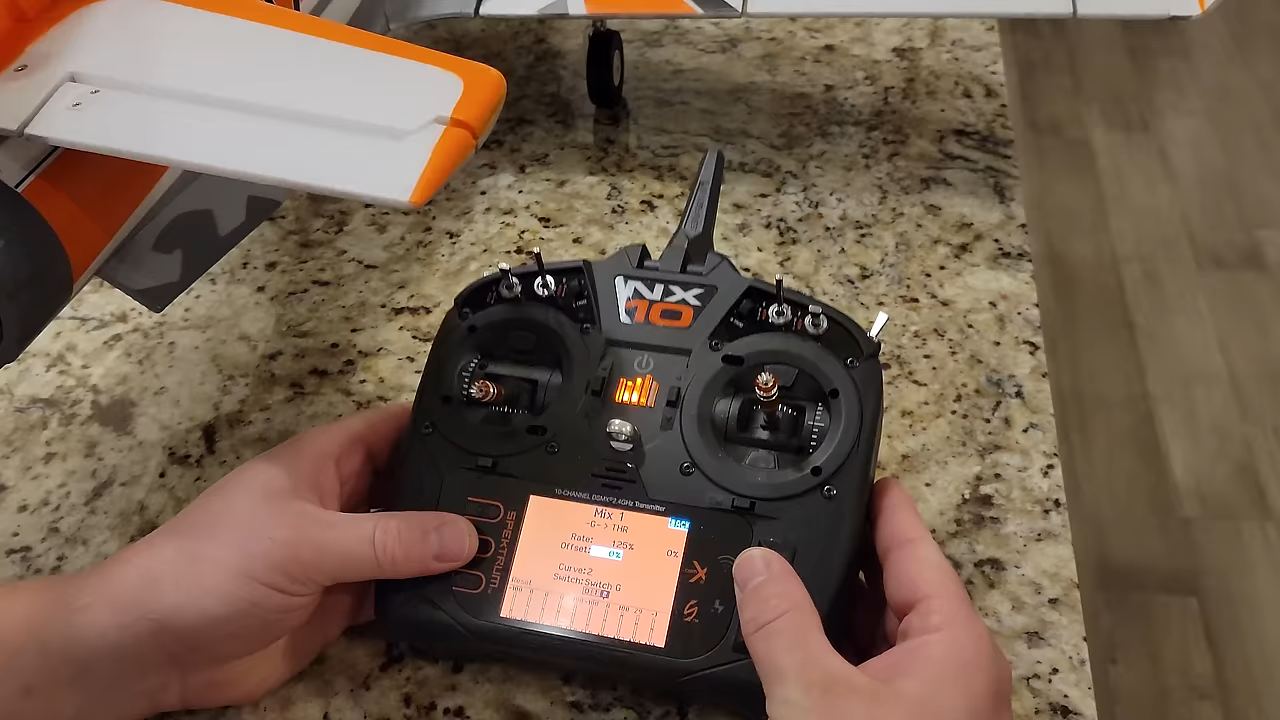 NX
10
10-CHANNEL DSMX®2.4GHz Transmitter
SPEKTRUM
Mix 1
BACK
-G-> THR
Rate: 125%
Offset: 0%
0%
Curve:2
Switch:Switch G
Reset